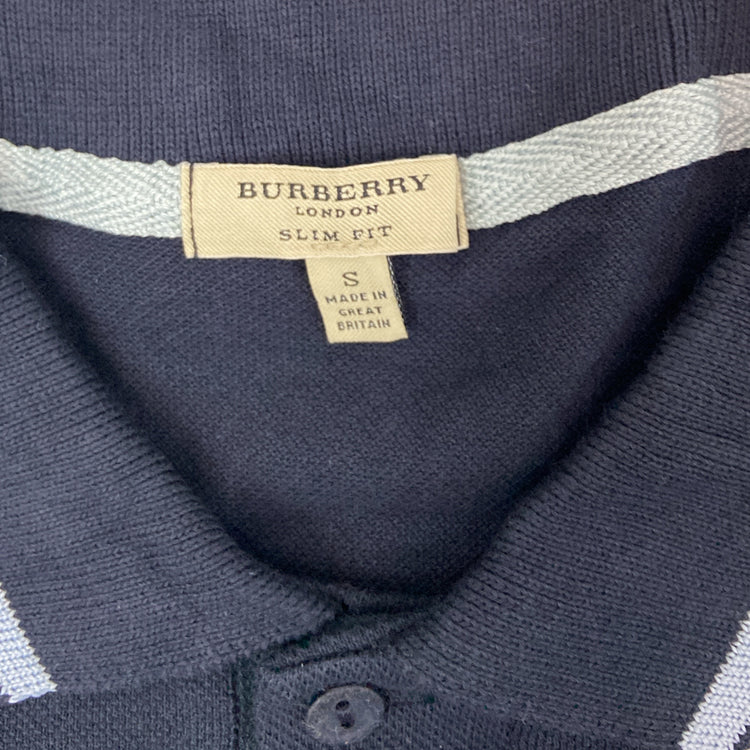 BURBERRY
LONDON
SLIM FIT
S
MADE IN
GREAT
BRITAIN